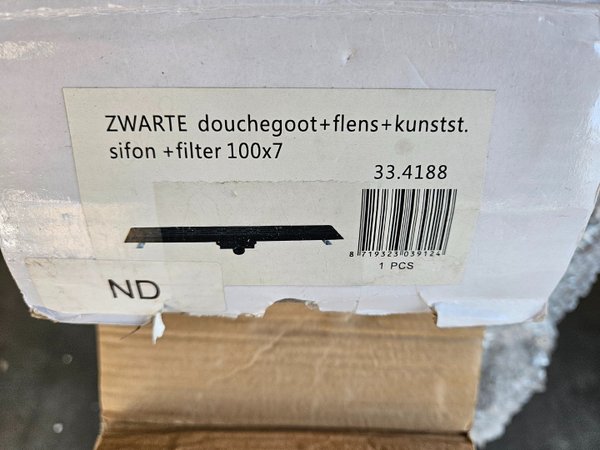 ZWARTE douchegoot+flens+kunstst.
sifon +filter 100x7
33.4188
8 719323 039124
1 PCS
ND